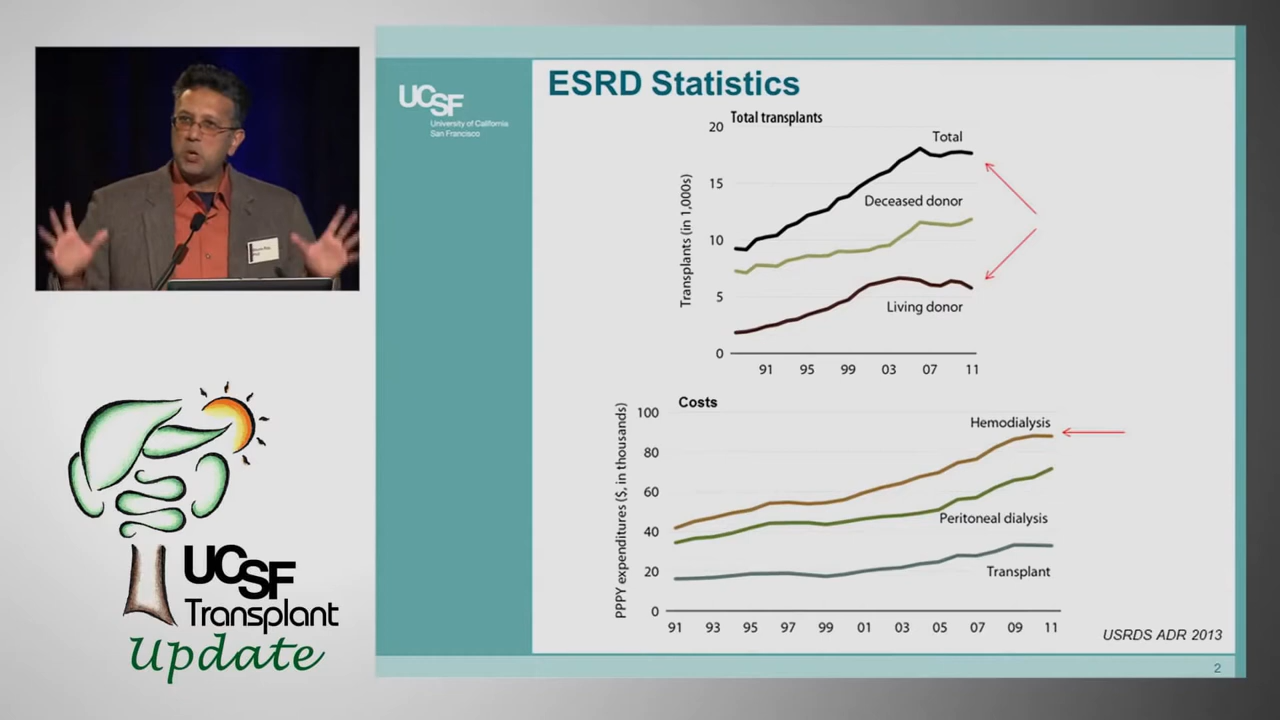 UCSF
University of California
San Francisco
ESRD Statistics
Total transplants
Transplants (in 1,000s)
20
15
10
5
0
Total
Deceased donor
Living donor
91 95 99 03 07 11
Costs
PPPY expenditures ($, in thousands)
100
80
60
40
20
0
Hemodialysis
Peritoneal dialysis
Transplant
91 93 95 97 99 01 03 05 07 09 11
USRDS ADR 2013
2
UCSF
Transplant
Update